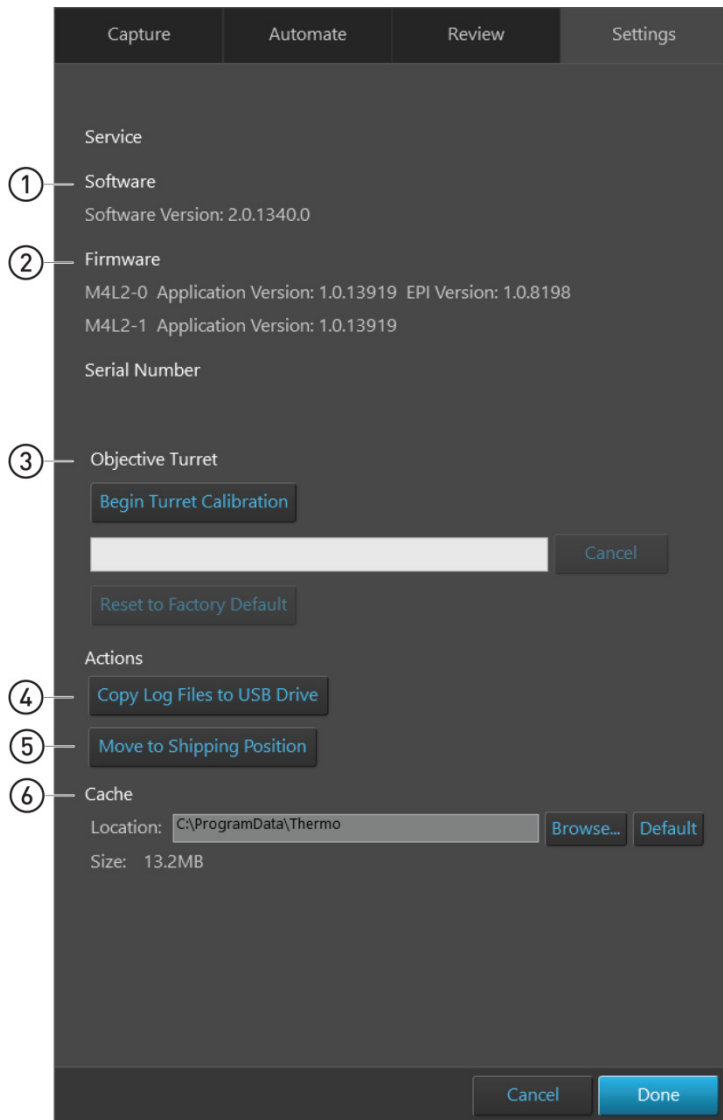 Capture Automate Review Settings
Service
1 Software
Software Version: 2.0.1340.0
2 Firmware
M4L2-0 Application Version: 1.0.13919 EPI Version: 1.0.8198
M4L2-1 Application Version: 1.0.13919
Serial Number
3 Objective Turret
Begin Turret Calibration
Cancel
Reset to Factory Default
Actions
4 Copy Log Files to USB Drive
5 Move to Shipping Position
6 Cache
Location: C:\ProgramData\Thermo Browse... Default
Size: 13.2MB
Cancel Done